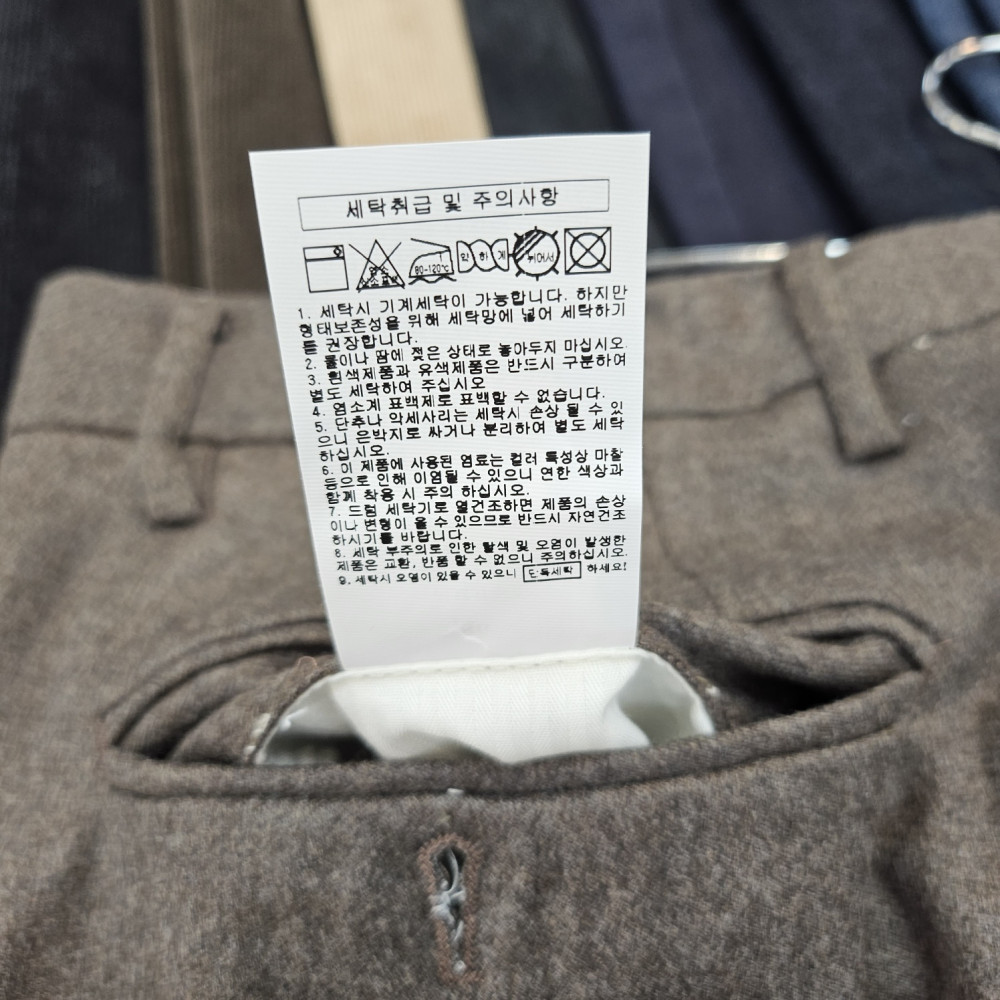 세탁취급 및 주의사항
염소
80-120℃
약 하 게
뉘어서
1. 세탁시 기계세탁이 가능합니다. 하지만
형태보존성을 위해 세탁망에 넣어 세탁하기
를 권장합니다.
2. 물이나 땀에 젖은 상태로 놓아두지 마십시오.
3. 흰색제품과 유색제품은 반드시 구분하여
별도 세탁하여 주십시오
4. 염소계 표백제로 표백할 수 없습니다.
5. 단추나 악세사리는 세탁시 손상 될 수 있
으니 은박지로 싸거나 분리하여 별도 세탁
하십시오.
6. 이 제품에 사용된 염료는 컬러 특성상 마찰
등으로 인해 이염될 수 있으니 연한 색상과
함께 착용 시 주의 하십시오.
7. 드럼 세탁기로 열건조하면 제품의 손상
이나 변형이 올 수 있으므로 반드시 자연건조
하시기를 바랍니다.
8. 세탁 부주의로 인한 탈색 및 오염이 발생한
제품은 교환, 반품 할 수 없으니 주의하십시오.
9. 세탁시 오염이 있을 수 있으니 단독세탁 하세요!